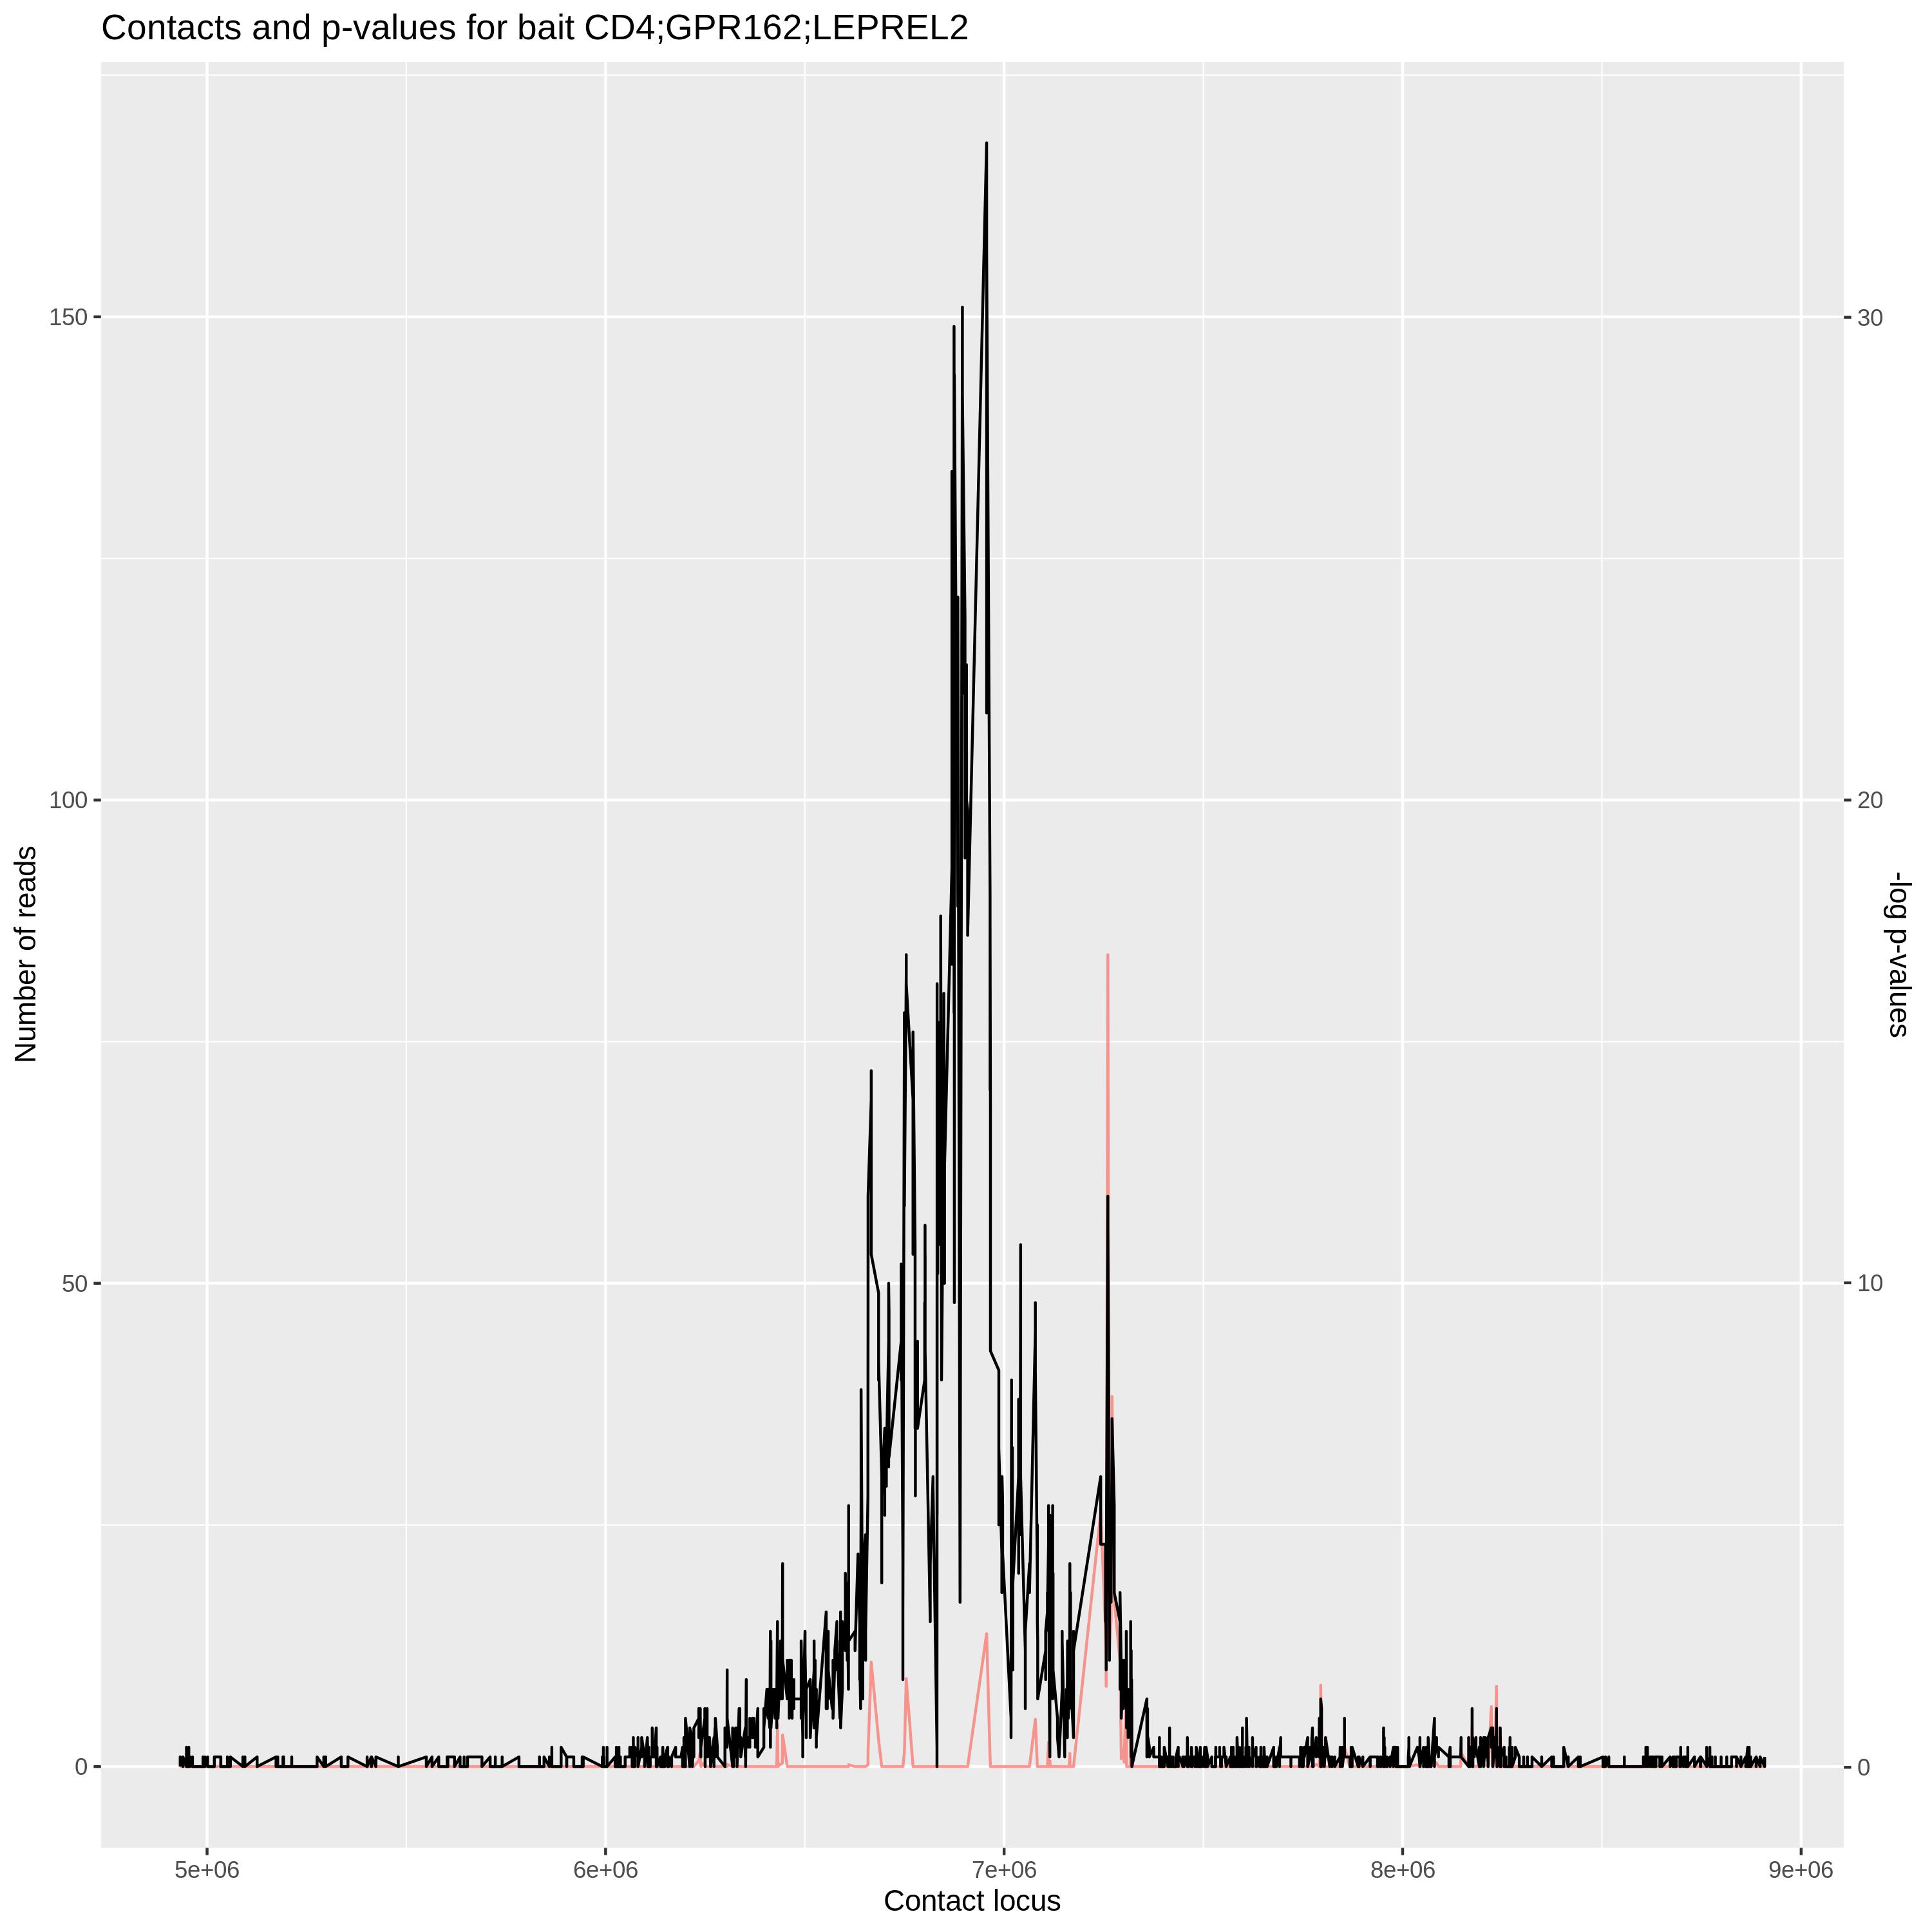 Contacts and p-values for bait CD4;GPR162;LEPREL2
Number of reads
150
100
50
0
30
20
10
0
-log p-values
5e+06
6e+06
7e+06
8e+06
9e+06
Contact locus